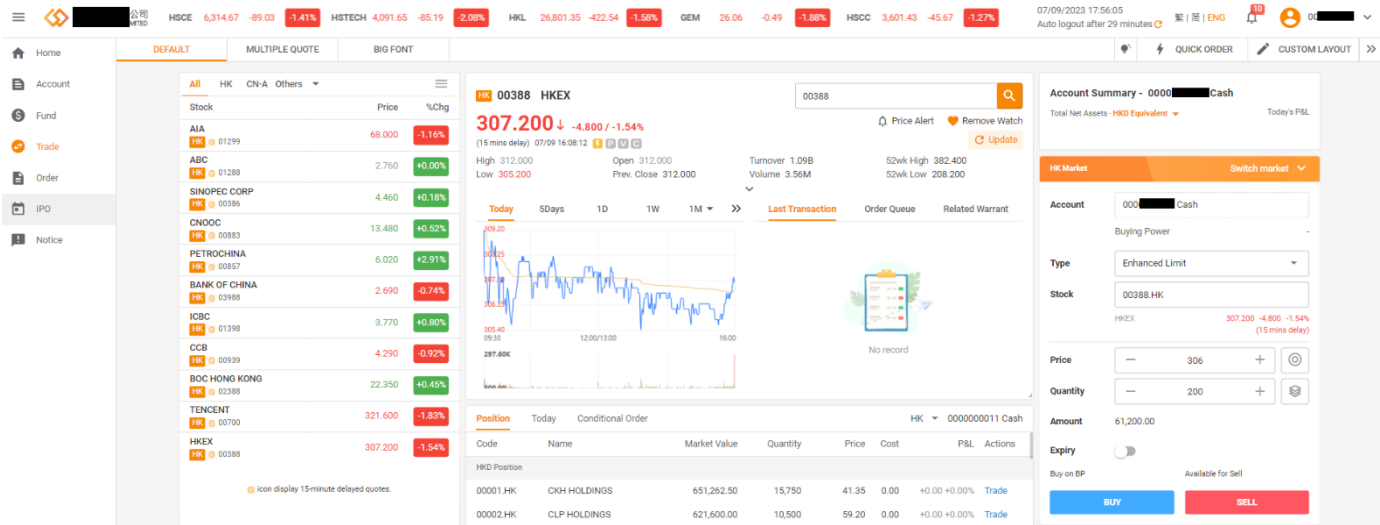 公司
MITED
HSCE 6,314.67 -89.03 -1.41% HSTECH 4,091.65 -85.19 -2.08% HKL 26,801.35 -422.54 -1.58% GEM 26.06 -0.49 -1.88% HSCC 3,601.43 -45.67 -1.27%
07/09/2023 17:56:05
Auto logout after 29 minutes
繁 | 简 | ENG
10
00
Home
Account
Fund
Trade
Order
IPO
Notice
DEFAULT MULTIPLE QUOTE BIG FONT
QUICK ORDER CUSTOM LAYOUT
All HK CN-A Others
Stock Price %Chg
AIA
HK 01299 68.000 -1.16%
ABC
HK 01288 2.760 +0.00%
SINOPEC CORP
HK 00386 4.460 +0.18%
CNOOC
HK 00883 13.480 +0.52%
PETROCHINA
HK 00857 6.020 +2.91%
BANK OF CHINA
HK 03988 2.690 -0.74%
ICBC
HK 01398 3.770 +0.80%
CCB
HK 00939 4.290 -0.92%
BOC HONG KONG
HK 02388 22.350 +0.45%
TENCENT
HK 00700 321.600 -1.83%
HKEX
HK 00388 307.200 -1.54%
icon display 15-minute delayed quotes.
HK 00388 HKEX
00388
307.200 -4.800 / -1.54%
Price Alert Remove Watch
(15 mins delay) 07/09 16:08:12 P V C
Update
High 312.000 Open 312.000 Turnover 1.09B 52wk High 382.400
Low 305.200 Prev. Close 312.000 Volume 3.56M 52wk Low 208.200
Today 5Days 1D 1W 1M
Last Transaction Order Queue Related Warrant
309.20
305.40
09:30 12:00/13:00 16:00
297.60K
No record
Position Today Conditional Order
HK 0000000011 Cash
Code Name Market Value Quantity Price Cost P&L Actions
HKD Position
00001.HK CKH HOLDINGS 651,262.50 15,750 41.35 0.00 +0.00 +0.00% Trade
00002.HK CLP HOLDINGS 621,600.00 10,500 59.20 0.00 +0.00 +0.00% Trade
Account Summary - 0000 Cash
Total Net Assets - HKD Equivalent Today's P&L
HK Market Switch market
Account 000 Cash
Buying Power -
Type Enhanced Limit
Stock 00388.HK
HKEX 307.200 -4.800 -1.54%
(15 mins delay)
Price − 306 +
Quantity − 200 +
Amount 61,200.00
Expiry
Buy on BP Available for Sell
BUY SELL